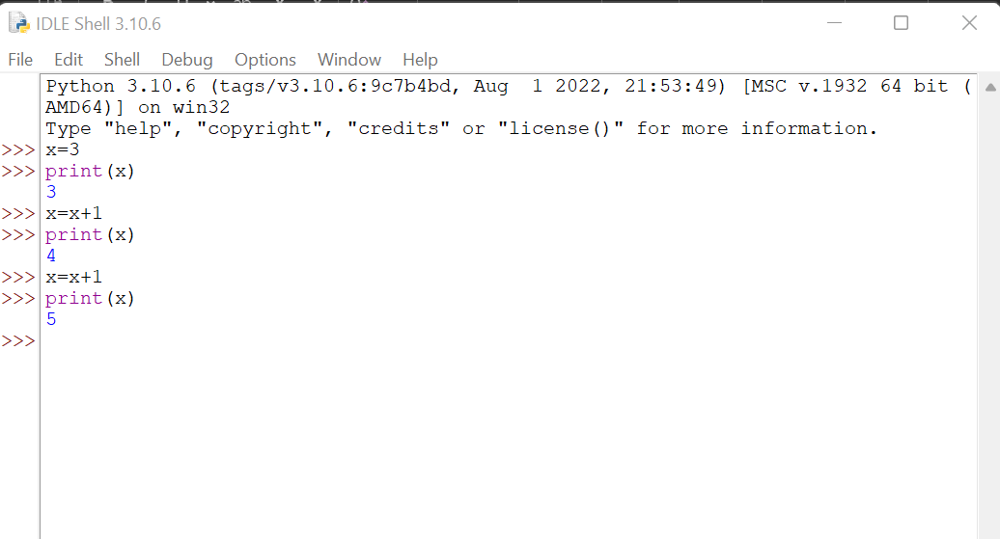 IDLE Shell 3.10.6
File Edit Shell Debug Options Window Help
Python 3.10.6 (tags/v3.10.6:9c7b4bd, Aug  1 2022, 21:53:49) [MSC v.1932 64 bit (
AMD64)] on win32
Type "help", "copyright", "credits" or "license()" for more information.
>>> x=3
>>> print(x)
3
>>> x=x+1
>>> print(x)
4
>>> x=x+1
>>> print(x)
5
>>>